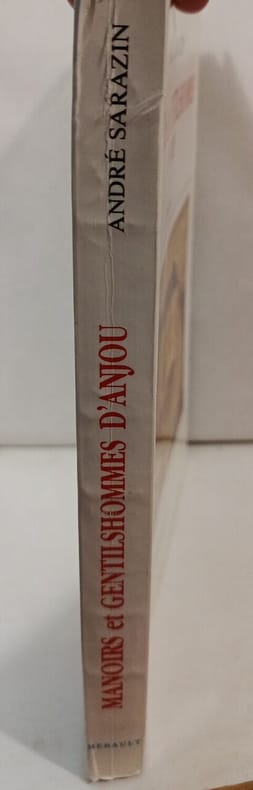 ANDRÉ SARAZIN
MANOIRS et GENTILSHOMMES D'ANJOU
HERAULT